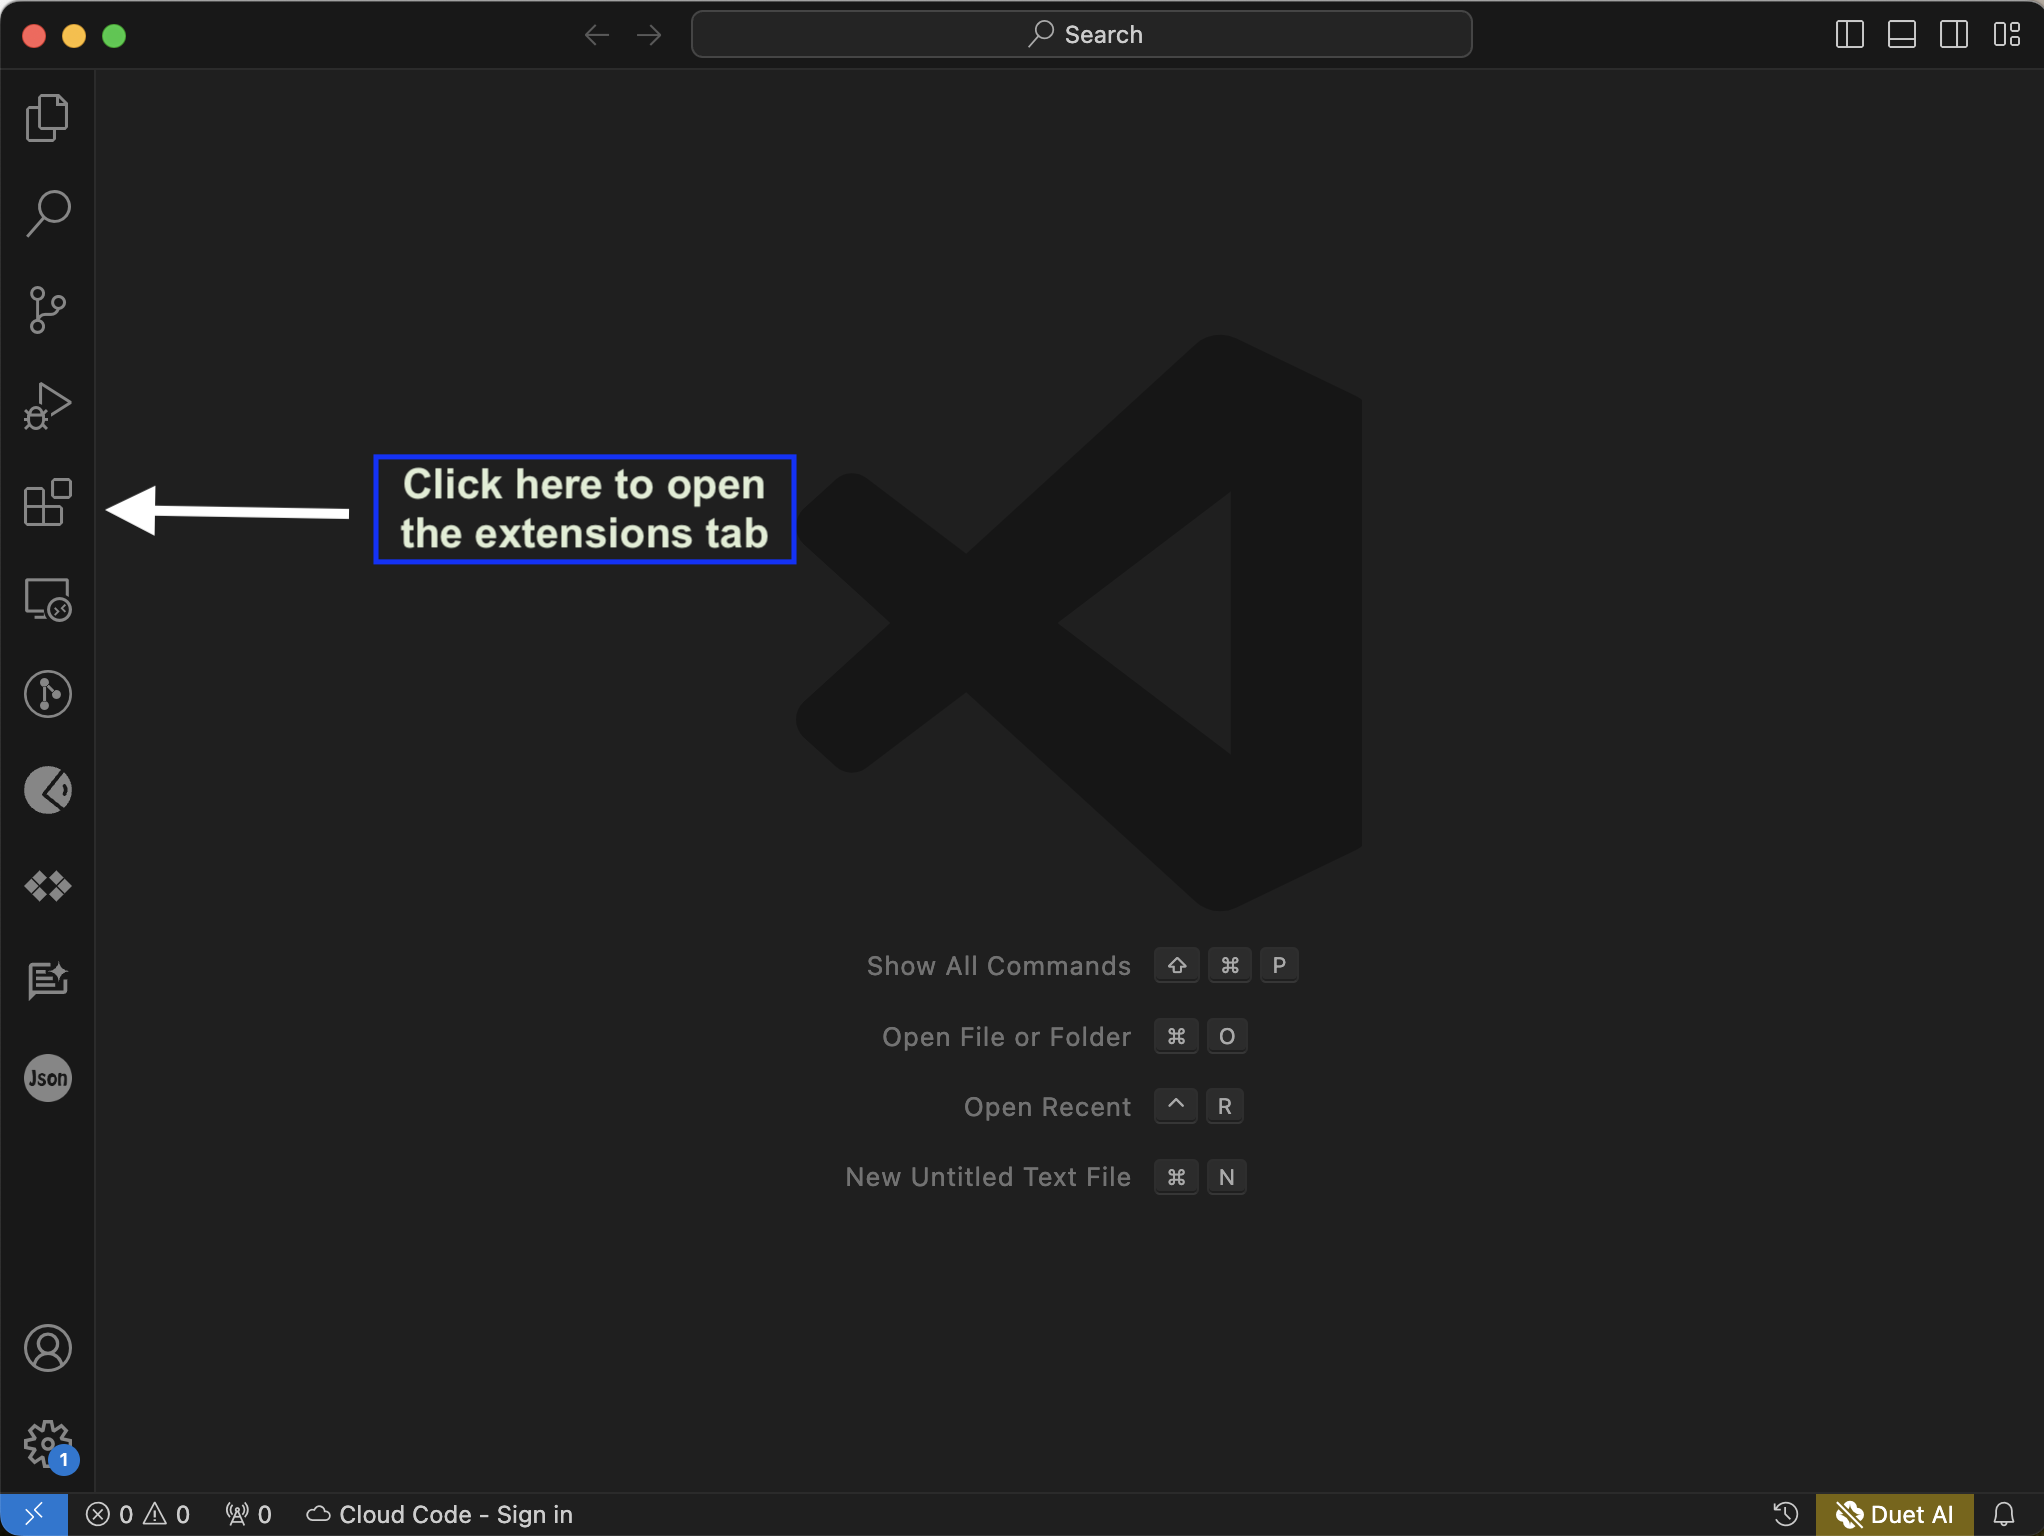 Search
Click here to open
the extensions tab
Json
Show All Commands ⇧ ⌘ P
Open File or Folder ⌘ O
Open Recent ^ R
New Untitled Text File ⌘ N
1
0 0 0 Cloud Code - Sign in
Duet AI